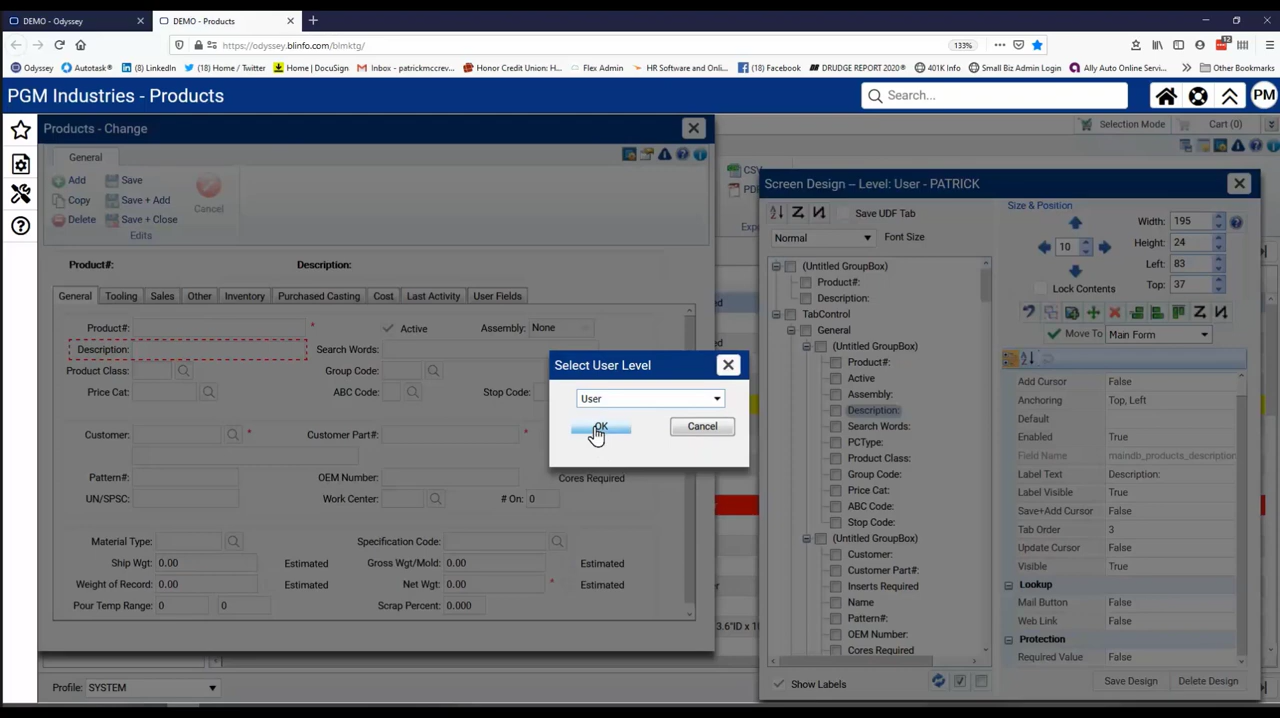 DEMO - Odyssey
DEMO - Products
https://odyssey.blinfo.com/blmktg/
133%
Odyssey
Autotask®
(8) LinkedIn
(18) Home / Twitter
Home | DocuSign
Inbox - patrickmccrev...
Honor Credit Union: H...
Flex Admin
HR Software and Onli...
(18) Facebook
DRUDGE REPORT 2020®
401K Info
Small Biz Admin Login
Ally Auto Online Servic...
Other Bookmarks
PGM Industries - Products
Search...
PM
Products - Change
Selection Mode
Cart (0)
General
Add
Save
Copy
Save + Add
Delete
Save + Close
Cancel
Edits
CSV
Product#:
Description:
General
Tooling
Sales
Other
Inventory
Purchased Casting
Cost
Last Activity
User Fields
Product#:
*
Active
Assembly:
None
Description:
Search Words:
Product Class:
Group Code:
Price Cat:
ABC Code:
Stop Code:
Customer:
*
Customer Part#:
Pattern#:
OEM Number:
Cores Required
UN/SPSC:
Work Center:
# On:
0
Material Type:
Specification Code:
Ship Wgt:
0.00
Estimated
Gross Wgt/Mold:
0.00
Estimated
Weight of Record:
0.00
Estimated
Net Wgt:
0.00
*
Estimated
Pour Temp Range:
0
0
Scrap Percent:
0.000
Profile:
SYSTEM
Select User Level
User
OK
Cancel
Screen Design – Level: User - PATRICK
Save UDF Tab
Normal
Font Size
(Untitled GroupBox)
Product#:
Description:
TabControl
General
(Untitled GroupBox)
Product#:
Active
Assembly:
Description:
Search Words:
PCType:
Product Class:
Group Code:
Price Cat:
ABC Code:
Stop Code:
(Untitled GroupBox)
Customer:
Customer Part#:
Inserts Required
Name
Pattern#:
OEM Number:
Cores Required
Show Labels
Size & Position
10
Width:
195
Height:
24
Left:
83
Top:
37
Lock Contents
Move To
Main Form
Add Cursor
False
Anchoring
Top, Left
Default
Enabled
True
Field Name
maindb_products_description
Label Text
Description:
Label Visible
True
Save+Add Cursor
False
Tab Order
3
Update Cursor
False
Visible
True
Lookup
Mail Button
False
Web Link
False
Protection
Required Value
False
Save Design
Delete Design